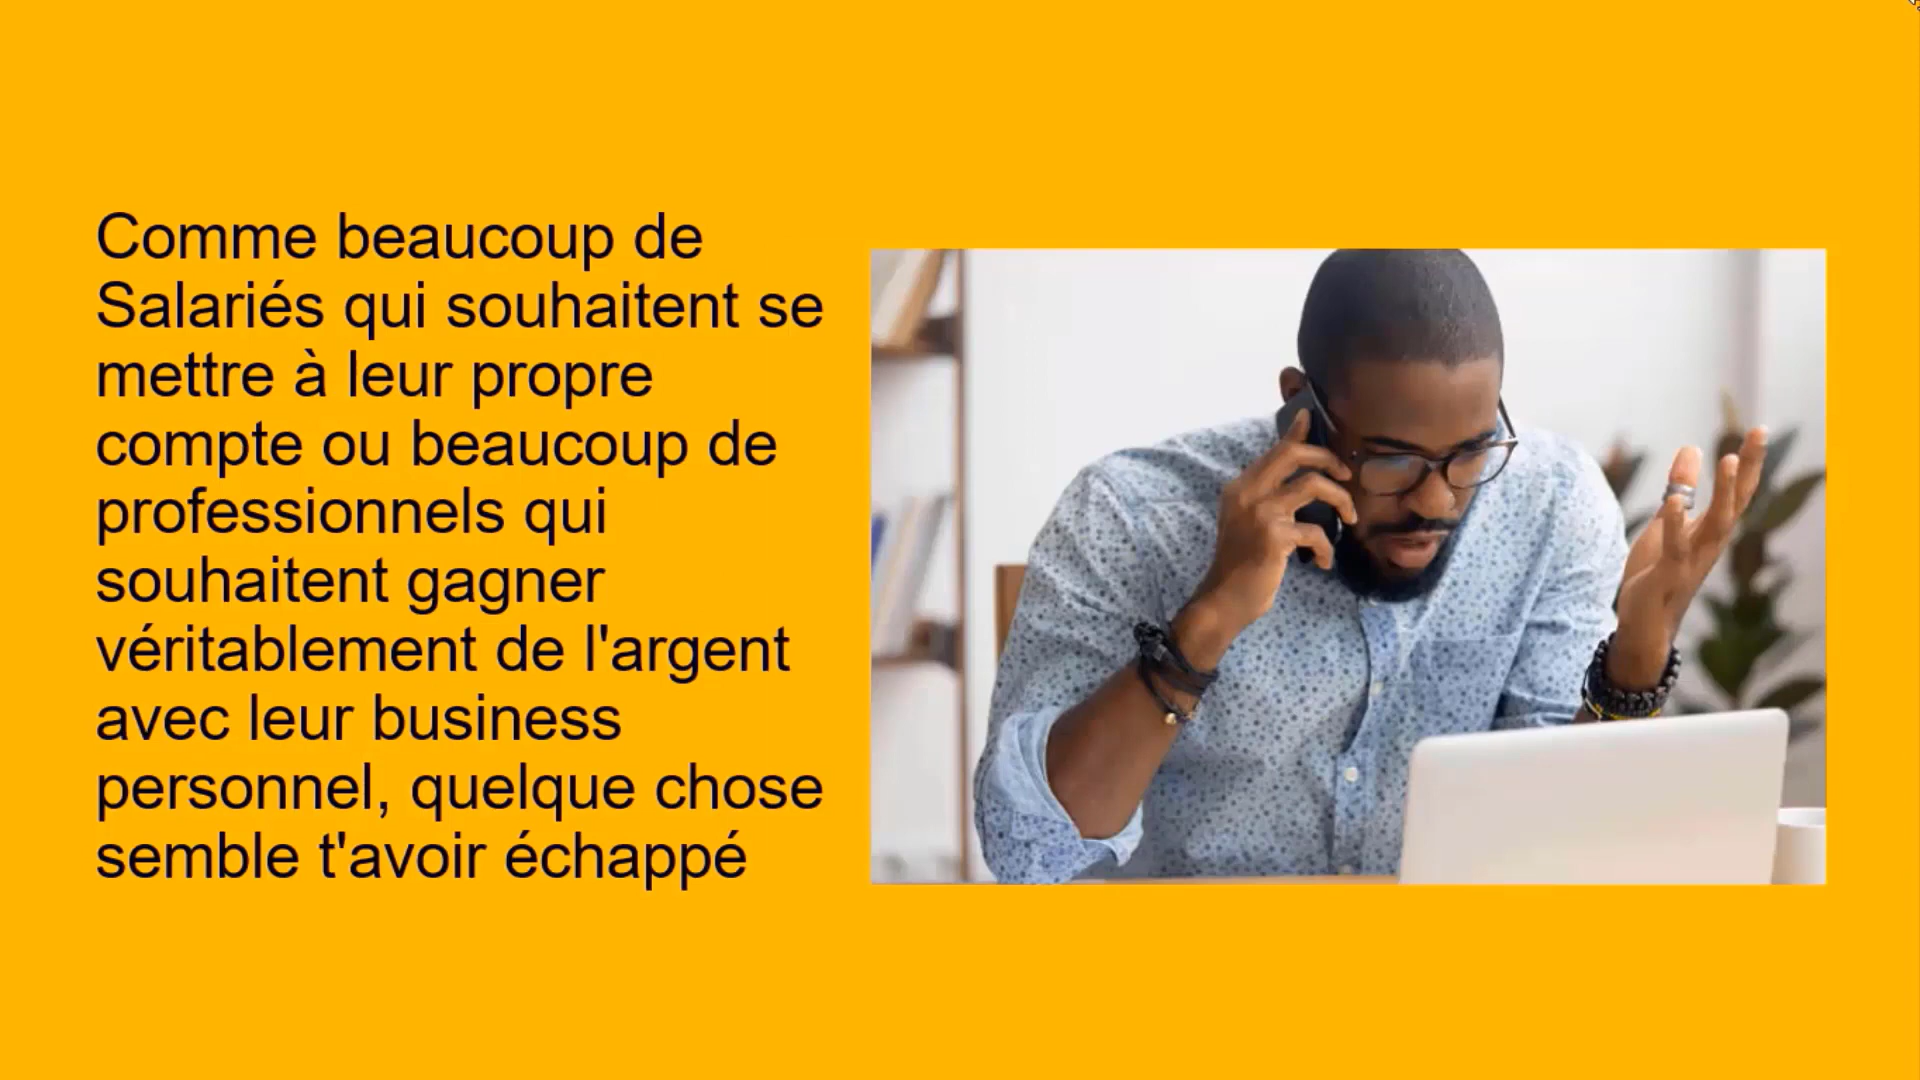 Comme beaucoup de
Salariés qui souhaitent se
mettre à leur propre
compte ou beaucoup de
professionnels qui
souhaitent gagner
véritablement de l'argent
avec leur business
personnel, quelque chose
semble t'avoir échappé